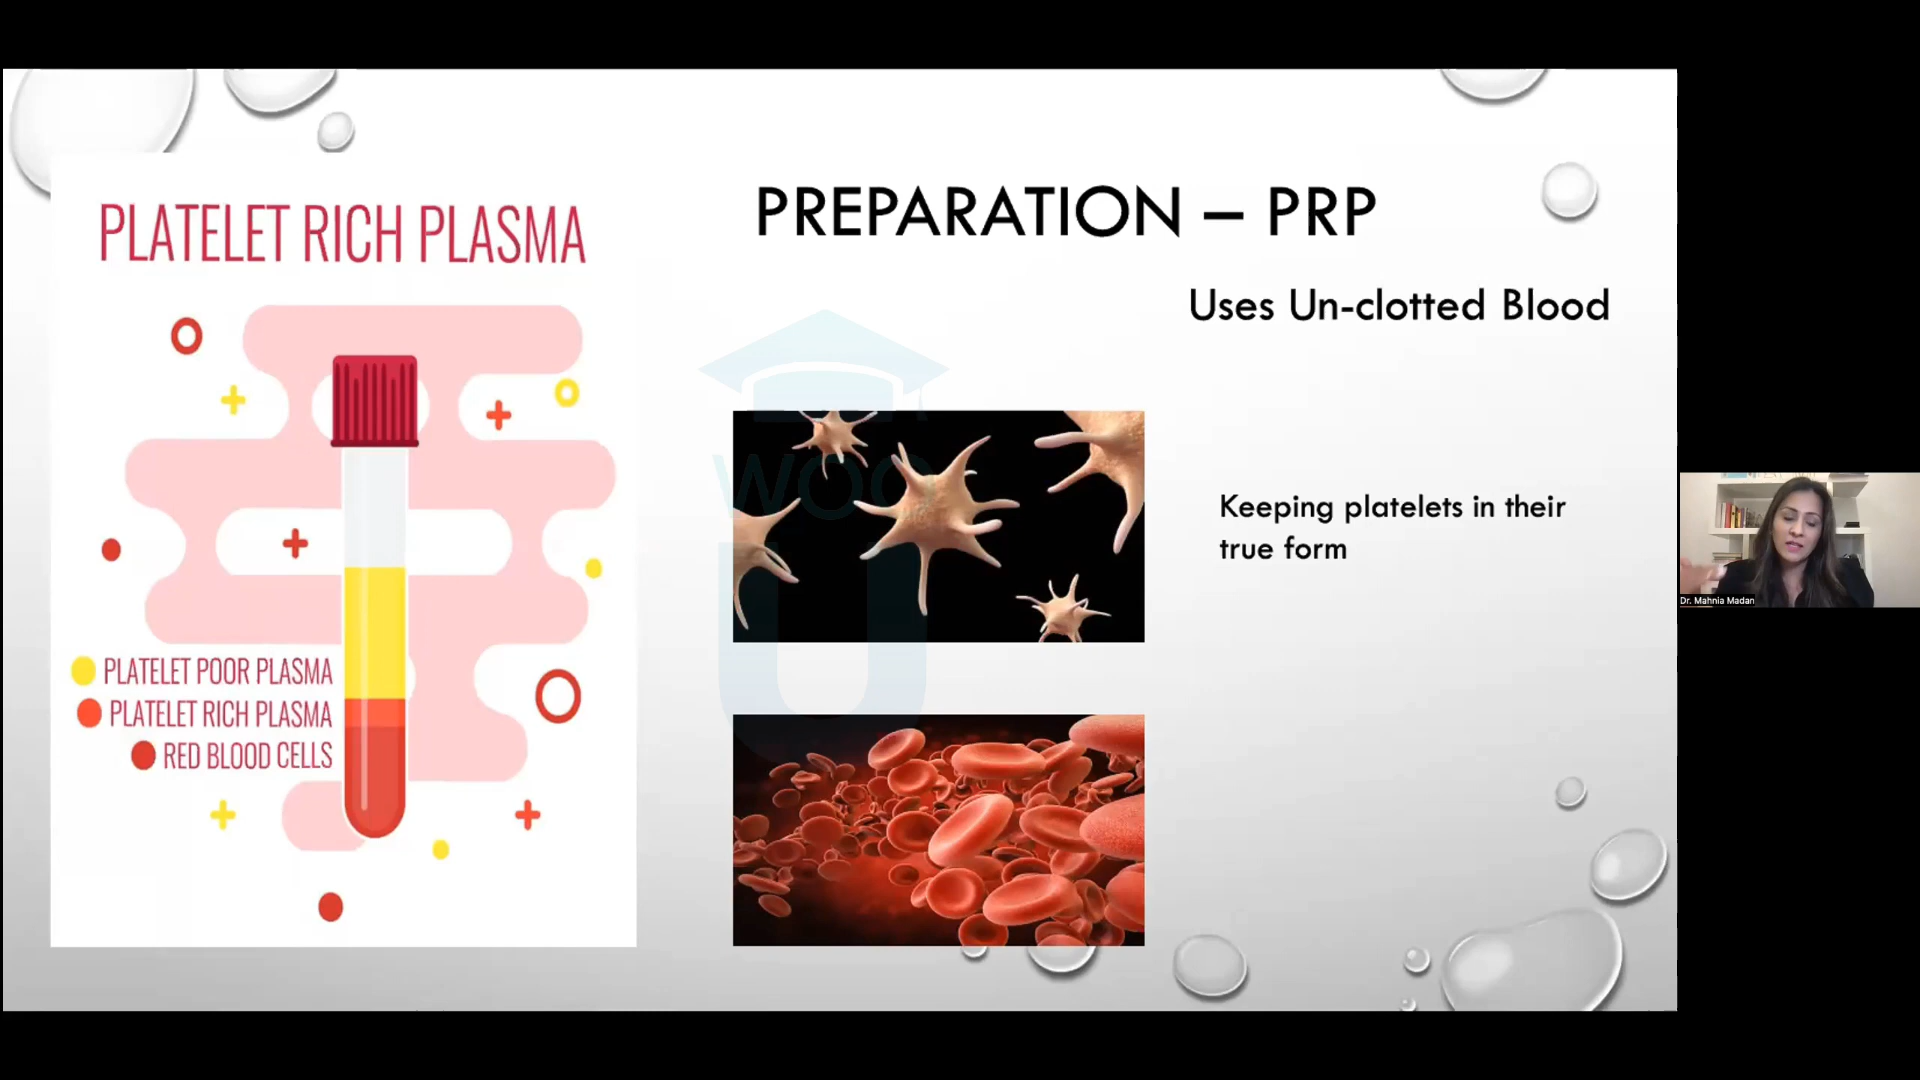 PLATELET RICH PLASMA
PLATELET POOR PLASMA
PLATELET RICH PLASMA
RED BLOOD CELLS
PREPARATION – PRP
Uses Un-clotted Blood
WOO
U
Keeping platelets in their
true form
Dr. Mahnia Madan